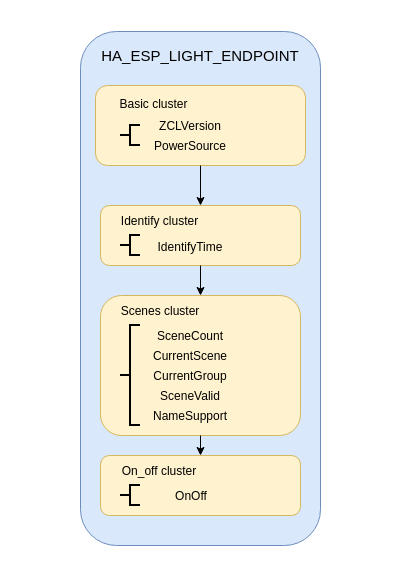 HA_ESP_LIGHT_ENDPOINT
Basic cluster
ZCLVersion
PowerSource
Identify cluster
IdentifyTime
Scenes cluster
SceneCount
CurrentScene
CurrentGroup
SceneValid
NameSupport
On_off cluster
OnOff